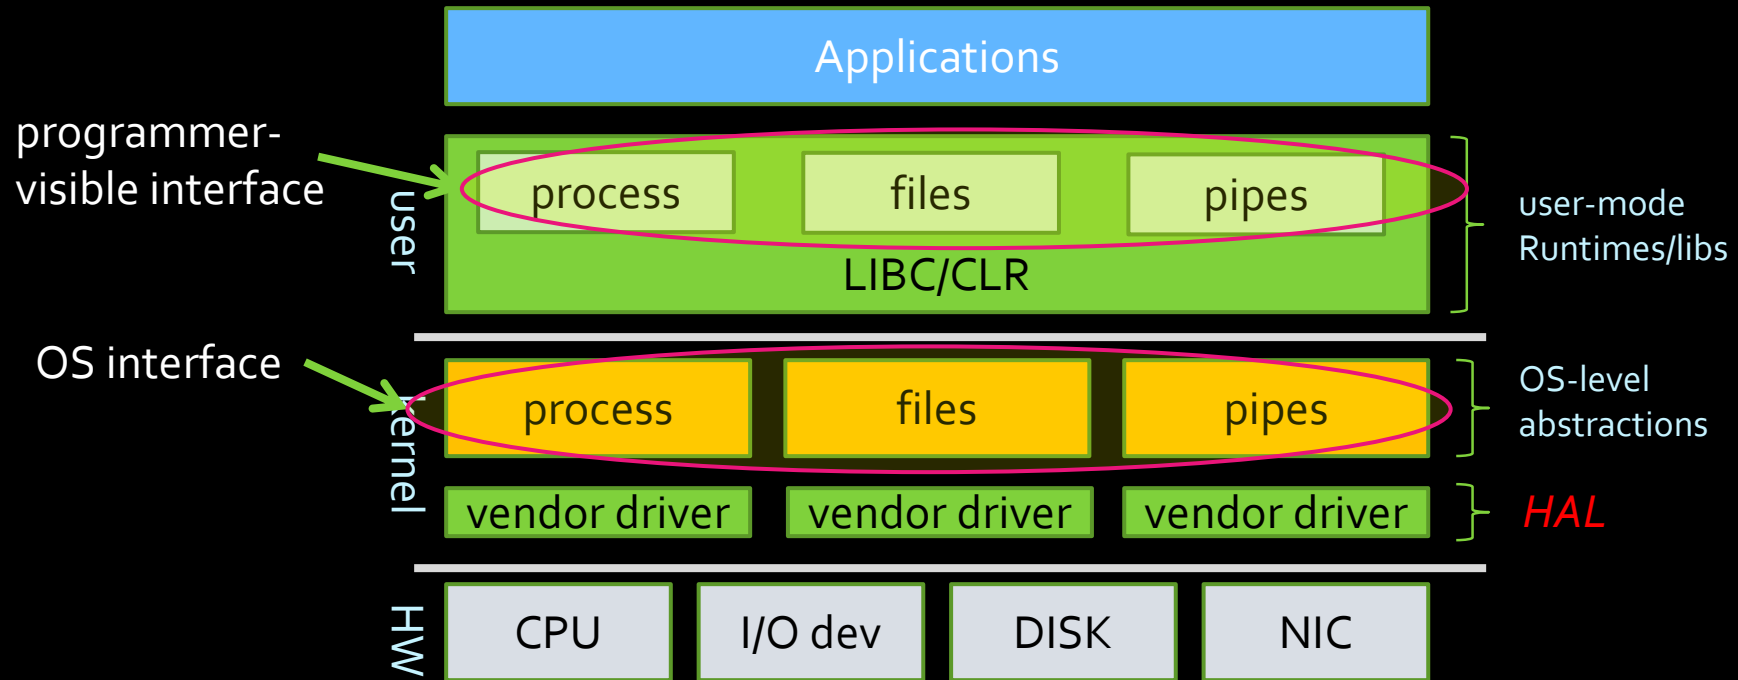 Applications
programmer-
visible interface
user
process
files
pipes
LIBC/CLR
user-mode
Runtimes/libs
OS interface
kernel
process
files
pipes
OS-level
abstractions
vendor driver
vendor driver
vendor driver
HAL
HW
CPU
I/O dev
DISK
NIC